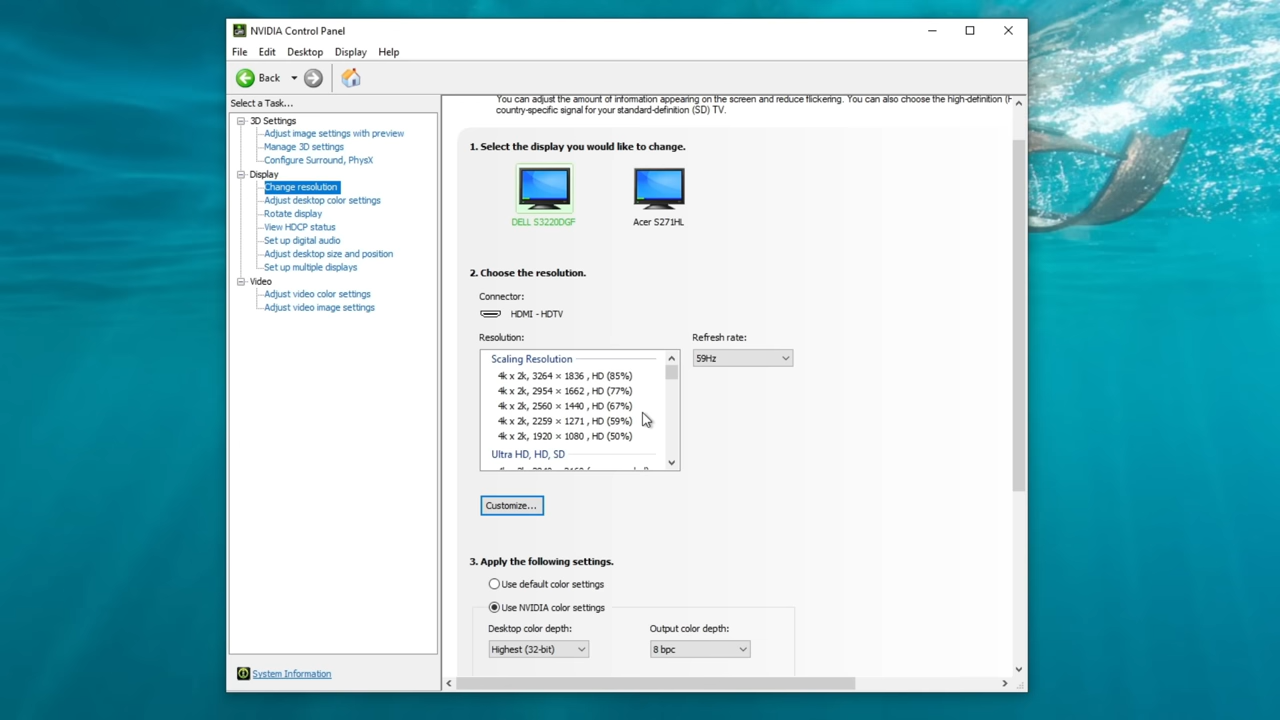 NVIDIA Control Panel
File Edit Desktop Display Help
Back
Select a Task...
3D Settings
Adjust image settings with preview
Manage 3D settings
Configure Surround, PhysX
Display
Change resolution
Adjust desktop color settings
Rotate display
View HDCP status
Set up digital audio
Adjust desktop size and position
Set up multiple displays
Video
Adjust video color settings
Adjust video image settings
System Information
You can adjust the amount of information appearing on the screen and reduce flickering. You can also choose the high-definition (H
country-specific signal for your standard-definition (SD) TV.
1. Select the display you would like to change.
DELL S3220DGF
Acer S271HL
2. Choose the resolution.
Connector:
HDMI - HDTV
Resolution:
Refresh rate:
59Hz
Scaling Resolution
4k x 2k, 3264 × 1836 , HD (85%)
4k x 2k, 2954 × 1662 , HD (77%)
4k x 2k, 2560 × 1440 , HD (67%)
4k x 2k, 2259 × 1271 , HD (59%)
4k x 2k, 1920 × 1080 , HD (50%)
Ultra HD, HD, SD
Customize...
3. Apply the following settings.
Use default color settings
Use NVIDIA color settings
Desktop color depth:
Output color depth:
Highest (32-bit)
8 bpc